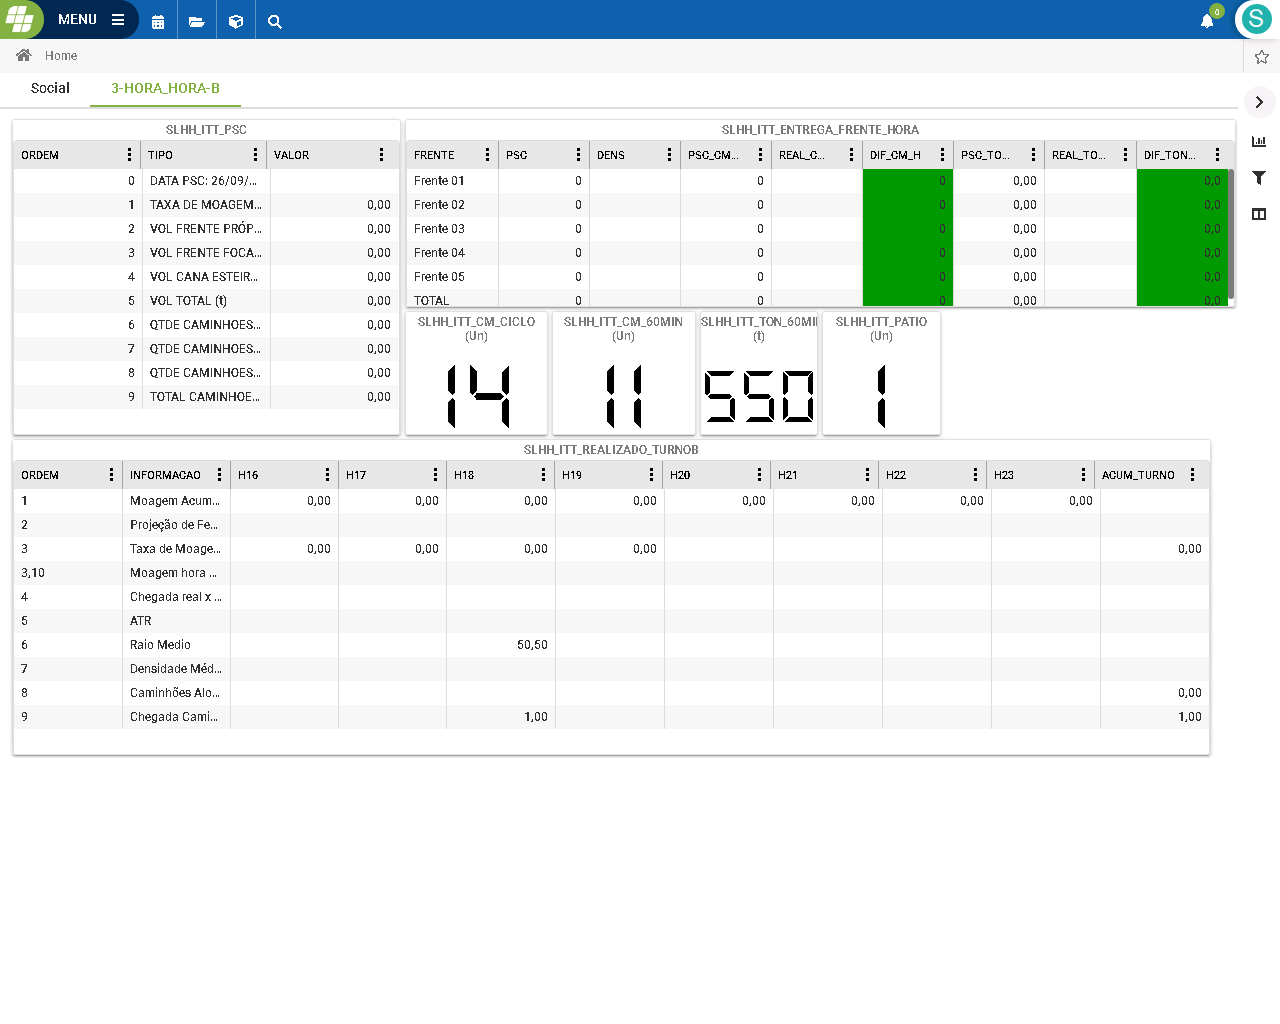 MENU
0
S
Home
Social 3-HORA_HORA-B
SLHH_ITT_PSC
ORDEM TIPO VALOR
0 DATA PSC: 26/09/...
1 TAXA DE MOAGEM... 0,00
2 VOL FRENTE PRÓP... 0,00
3 VOL FRENTE FOCA... 0,00
4 VOL CANA ESTEIR... 0,00
5 VOL TOTAL (t) 0,00
6 QTDE CAMINHOES... 0,00
7 QTDE CAMINHOES... 0,00
8 QTDE CAMINHOES... 0,00
9 TOTAL CAMINHOE... 0,00
SLHH_ITT_ENTREGA_FRENTE_HORA
FRENTE PSC DENS PSC_CM... REAL_C... DIF_CM_H PSC_TO... REAL_TO... DIF_TON...
Frente 01 0 0 0 0,00 0,0
Frente 02 0 0 0 0,00 0,0
Frente 03 0 0 0 0,00 0,0
Frente 04 0 0 0 0,00 0,0
Frente 05 0 0 0 0,00 0,0
TOTAL 0 0 0 0,00 0,0
SLHH_ITT_CM_CICLO
(Un)
14
SLHH_ITT_CM_60MIN
(Un)
11
SLHH_ITT_TON_60MI
(t)
550
SLHH_ITT_PATIO
(Un)
1
SLHH_ITT_REALIZADO_TURNOB
ORDEM INFORMACAO H16 H17 H18 H19 H20 H21 H22 H23 ACUM_TURNO
1 Moagem Acum... 0,00 0,00 0,00 0,00 0,00 0,00 0,00 0,00
2 Projeção de Fe...
3 Taxa de Moage... 0,00 0,00 0,00 0,00 0,00
3,10 Moagem hora ...
4 Chegada real x ...
5 ATR
6 Raio Medio 50,50
7 Densidade Méd...
8 Caminhões Alo... 0,00
9 Chegada Cami... 1,00 1,00